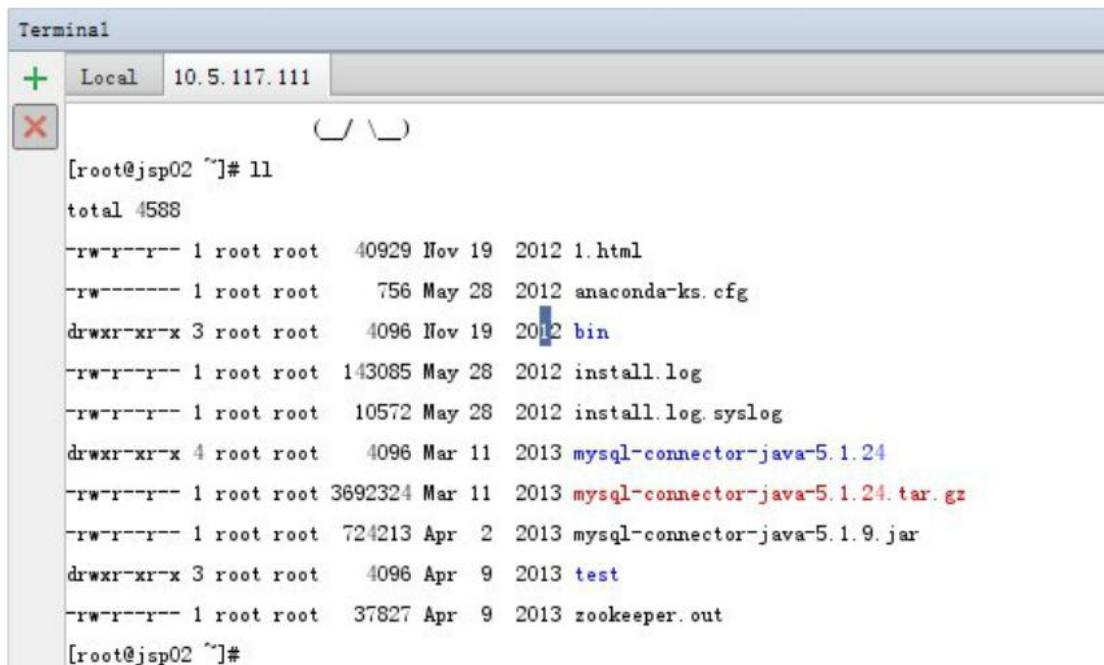 Terminal
Local 10.5.117.111
(__/ \__)
[root@jsp02 ~]# ll
total 4588
-rw-r--r-- 1 root root 40929 Nov 19 2012 1.html
-rw------- 1 root root 756 May 28 2012 anaconda-ks.cfg
drwxr-xr-x 3 root root 4096 Nov 19 2012 bin
-rw-r--r-- 1 root root 143085 May 28 2012 install.log
-rw-r--r-- 1 root root 10572 May 28 2012 install.log.syslog
drwxr-xr-x 4 root root 4096 Mar 11 2013 mysql-connector-java-5.1.24
-rw-r--r-- 1 root root 3692324 Mar 11 2013 mysql-connector-java-5.1.24.tar.gz
-rw-r--r-- 1 root root 724213 Apr 2 2013 mysql-connector-java-5.1.9.jar
drwxr-xr-x 3 root root 4096 Apr 9 2013 test
-rw-r--r-- 1 root root 37827 Apr 9 2013 zookeeper.out
[root@jsp02 ~]#